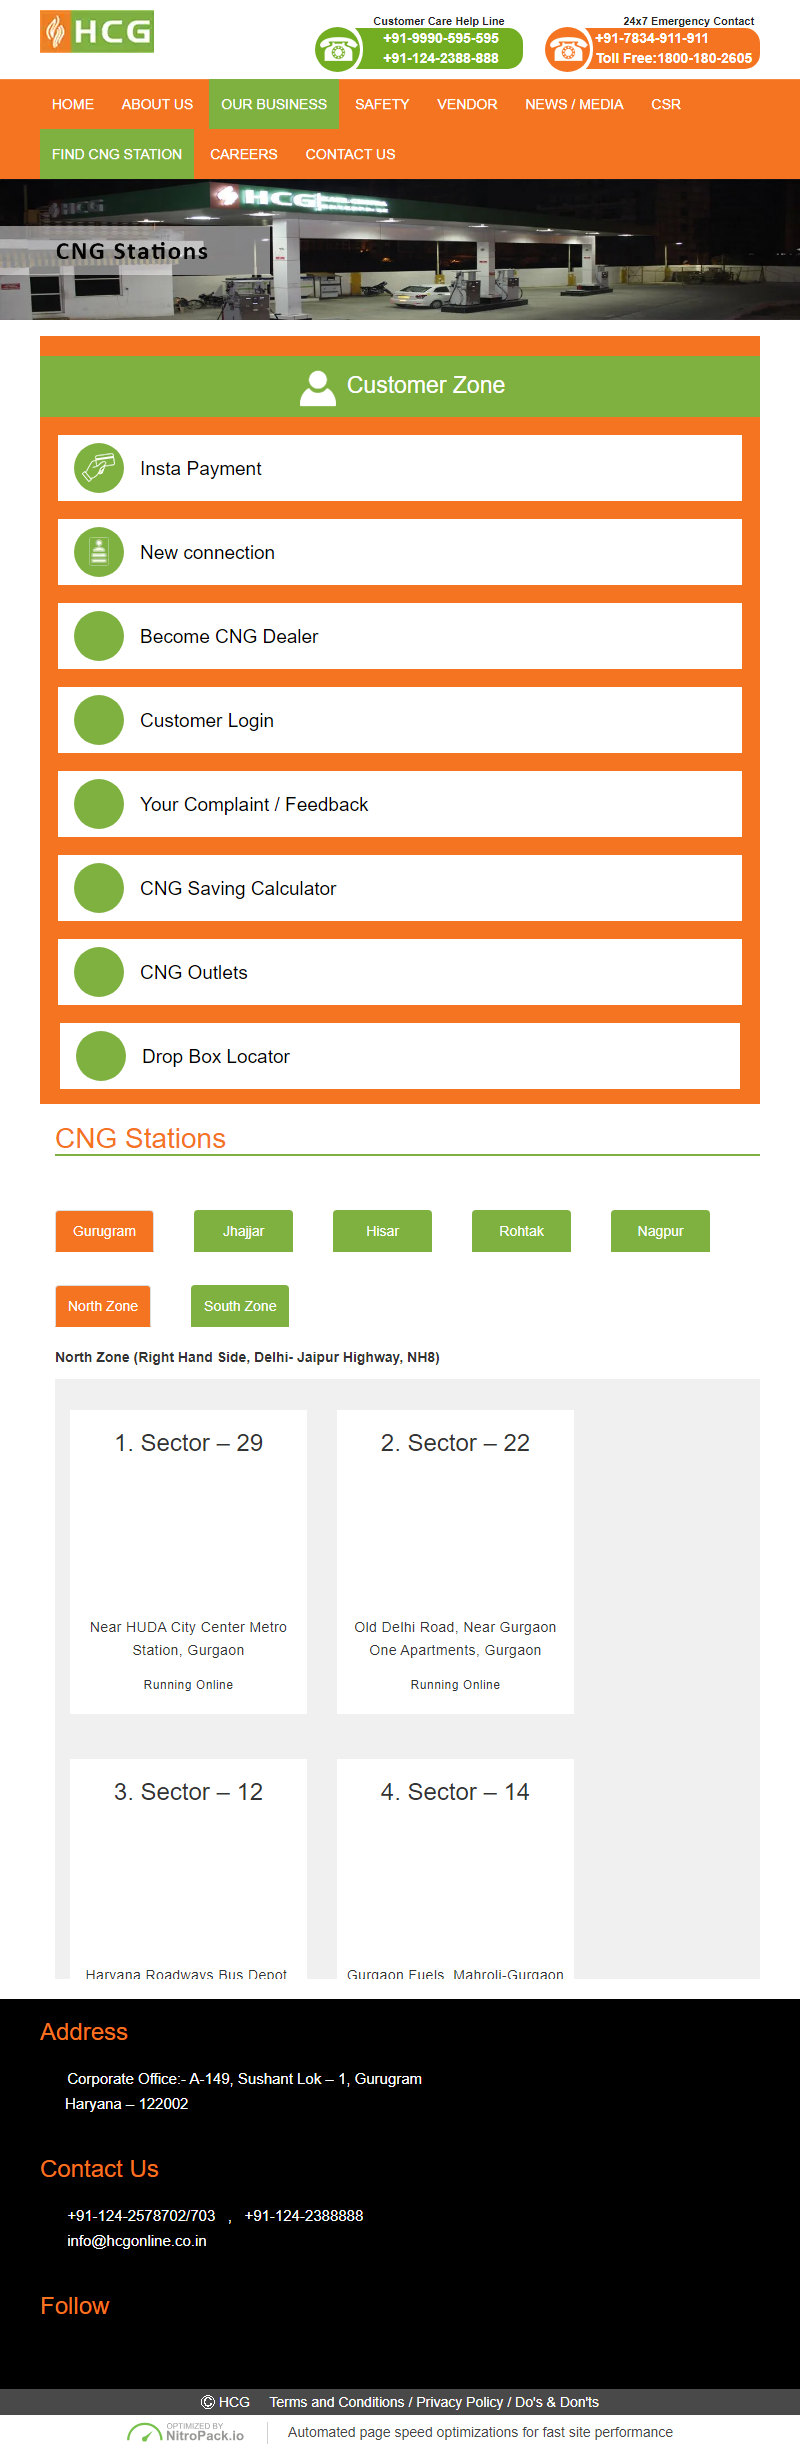 HCG
Customer Care Help Line
+91-9990-595-595
+91-124-2388-888
24x7 Emergency Contact
+91-7834-911-911
Toll Free:1800-180-2605
HOME ABOUT US OUR BUSINESS SAFETY VENDOR NEWS / MEDIA CSR
FIND CNG STATION CAREERS CONTACT US
HCG
HCG
CNG Stations
Customer Zone
Insta Payment
New connection
Become CNG Dealer
Customer Login
Your Complaint / Feedback
CNG Saving Calculator
CNG Outlets
Drop Box Locator
CNG Stations
Gurugram Jhajjar Hisar Rohtak Nagpur
North Zone South Zone
North Zone (Right Hand Side, Delhi- Jaipur Highway, NH8)
1. Sector – 29
Near HUDA City Center Metro
Station, Gurgaon
Running Online
2. Sector – 22
Old Delhi Road, Near Gurgaon
One Apartments, Gurgaon
Running Online
3. Sector – 12
Haryana Roadways Bus Depot
4. Sector – 14
Gurgaon Fuels, Mahroli-Gurgaon
Address
Corporate Office:- A-149, Sushant Lok – 1, Gurugram
Haryana – 122002
Contact Us
+91-124-2578702/703 , +91-124-2388888
info@hcgonline.co.in
Follow
© HCG Terms and Conditions / Privacy Policy / Do's & Don'ts
OPTIMIZED BY
NitroPack.io
Automated page speed optimizations for fast site performance